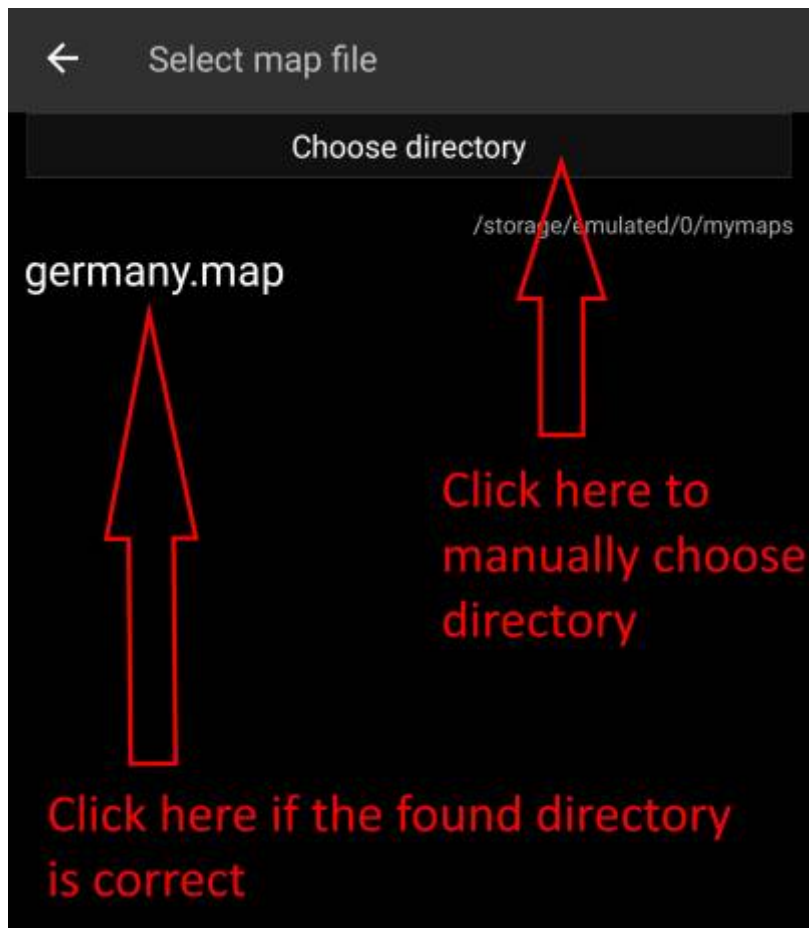 Select map file
Choose directory
/storage/emulated/0/mymaps
germany.map
Click here to
manually choose
directory
Click here if the found directory
is correct